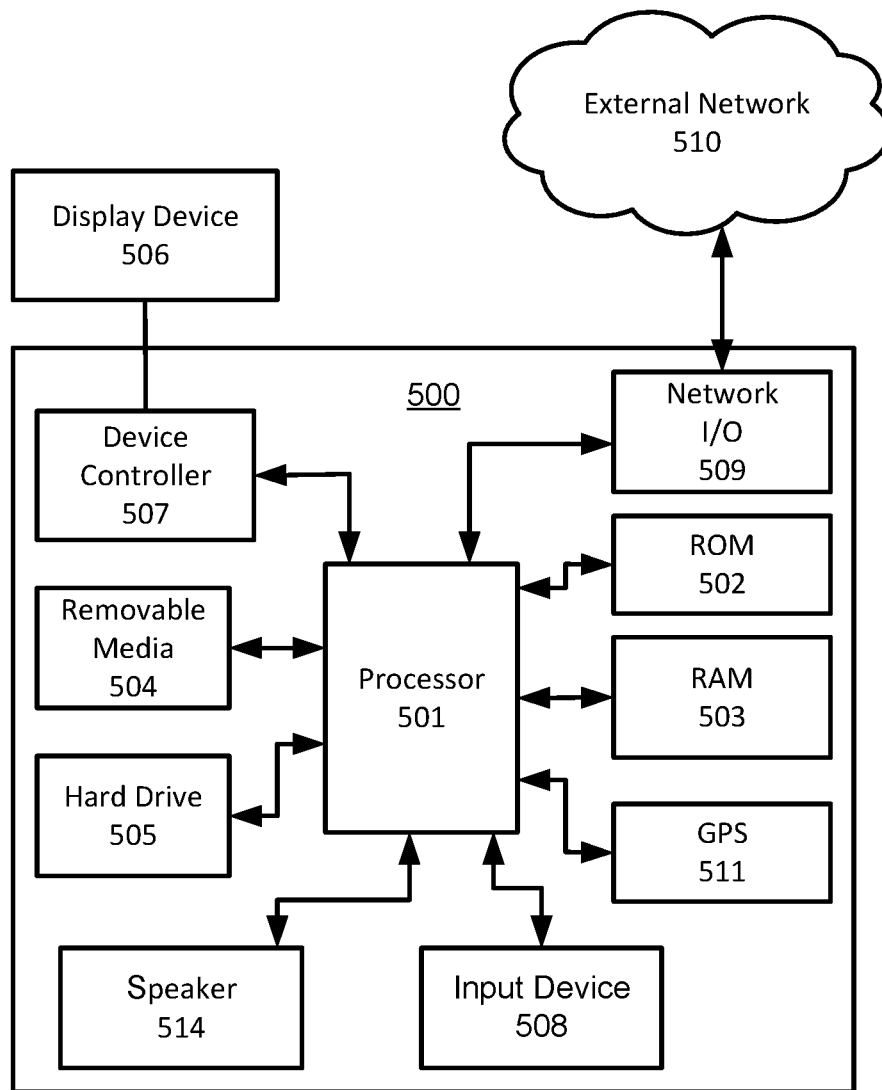 External Network
510
Display Device
506
500
Network
I/O
509
Device
Controller
507
ROM
502
Removable
Media
504
Processor
501
RAM
503
Hard Drive
505
GPS
511
Speaker
514
Input Device
508